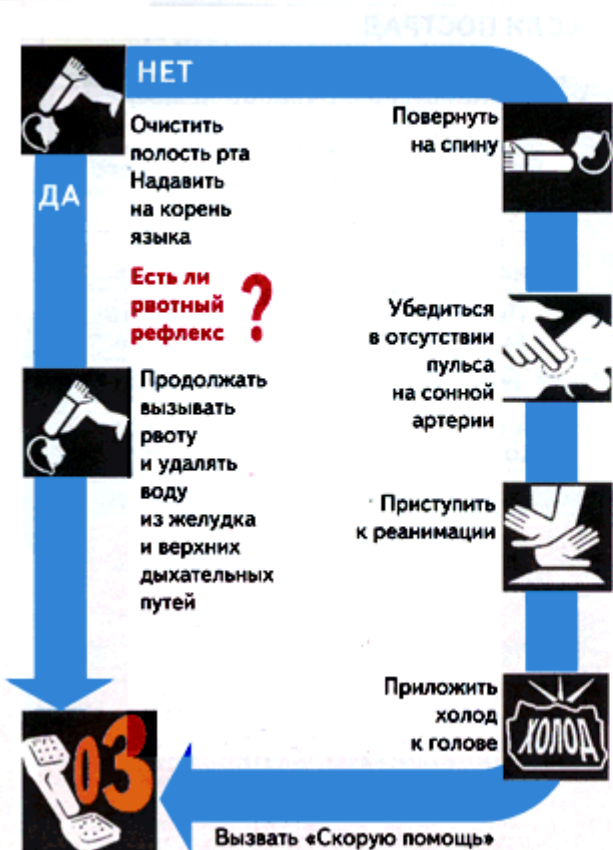 НЕТ
Очистить
полость рта
Надавить
на корень
языка
ДА
Есть ли
рвотный
рефлекс
?
Продолжать
вызывать
рвоту
и удалять
воду
из желудка
и верхних
дыхательных
путей
Повернуть
на спину
Убедиться
в отсутствии
пульса
на сонной
артерии
Приступить
к реанимации
Приложить
холод
к голове
ХОЛОД
03
Вызвать «Скорую помощь»